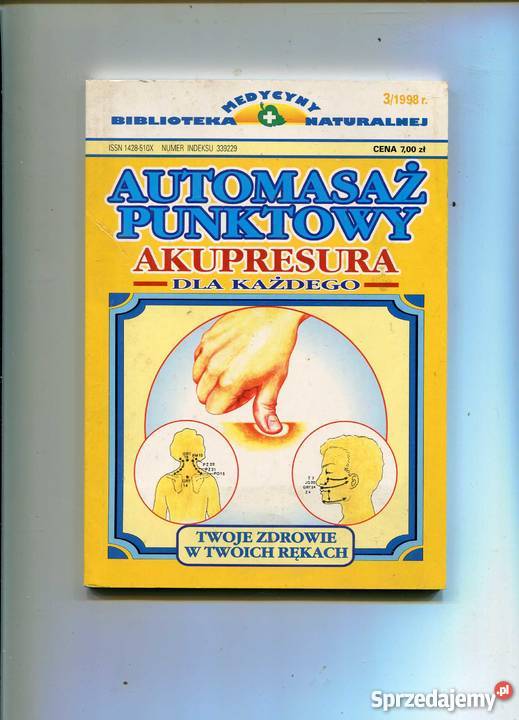 BIBLIOTEKA MEDYCYNY NATURALNEJ
3/1998 r.
ISSN 1428-510X NUMER INDEKSU 339229
CENA 7,00 zł
AUTOMASAŻ
PUNKTOWY
AKUPRESURA
DLA KAŻDEGO
TWOJE ZDROWIE
W TWOICH RĘKACH
Sprzedajemy.pl